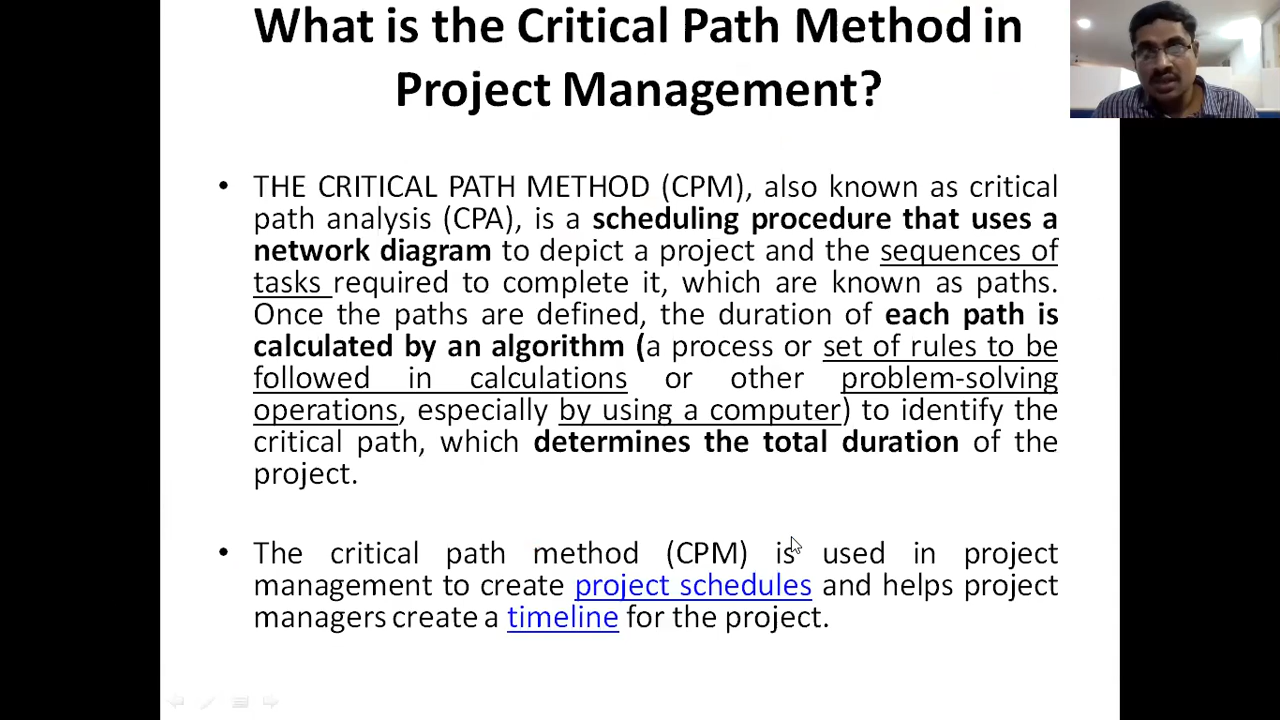 What is the Critical Path Method in
Project Management?
• THE CRITICAL PATH METHOD (CPM), also known as critical
path analysis (CPA), is a scheduling procedure that uses a
network diagram to depict a project and the sequences of
tasks required to complete it, which are known as paths.
Once the paths are defined, the duration of each path is
calculated by an algorithm (a process or set of rules to be
followed in calculations or other problem-solving
operations, especially by using a computer) to identify the
critical path, which determines the total duration of the
project.
• The critical path method (CPM) is used in project
management to create project schedules and helps project
managers create a timeline for the project.